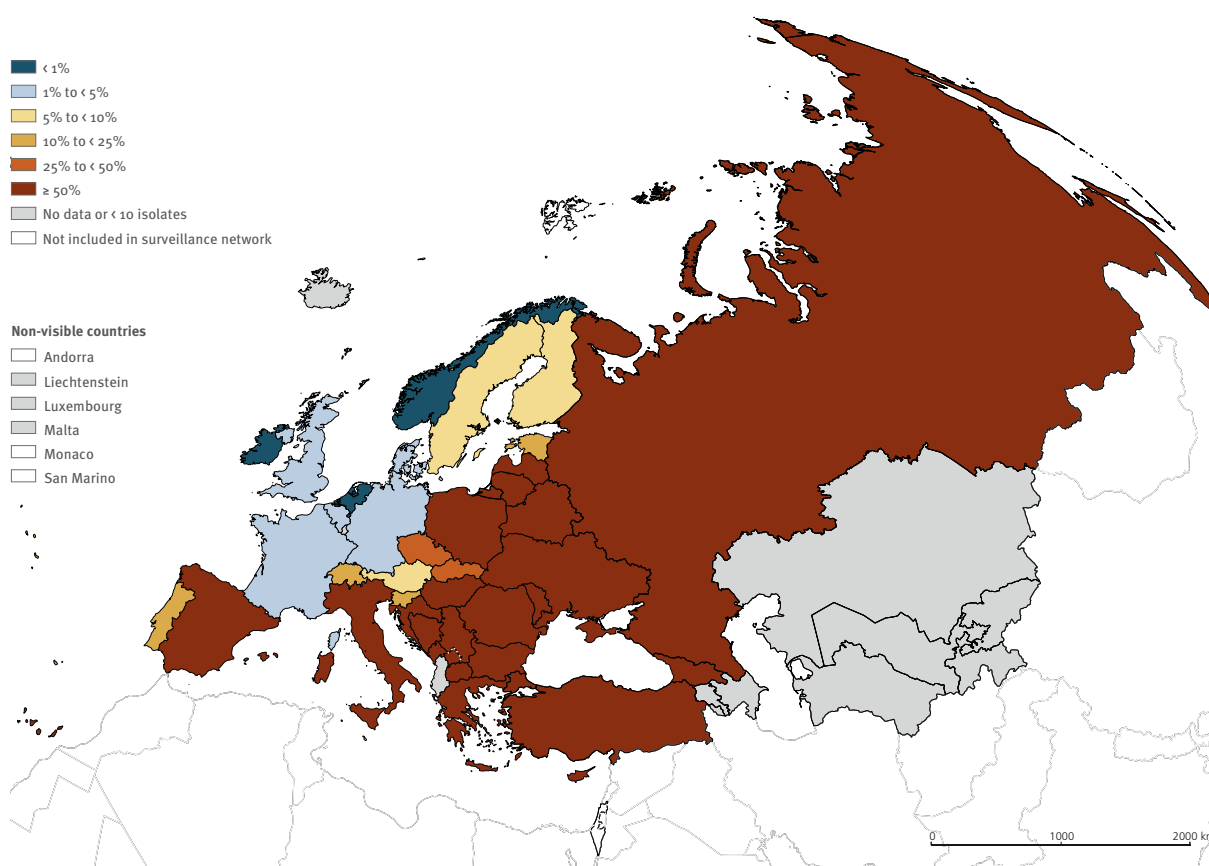 ‹ 1%
1% to ‹ 5%
5% to ‹ 10%
10% to ‹ 25%
25% to ‹ 50%
≥ 50%
No data or ‹ 10 isolates
Not included in surveillance network
Non-visible countries
Andorra
Liechtenstein
Luxembourg
Malta
Monaco
San Marino
0 1000 2000